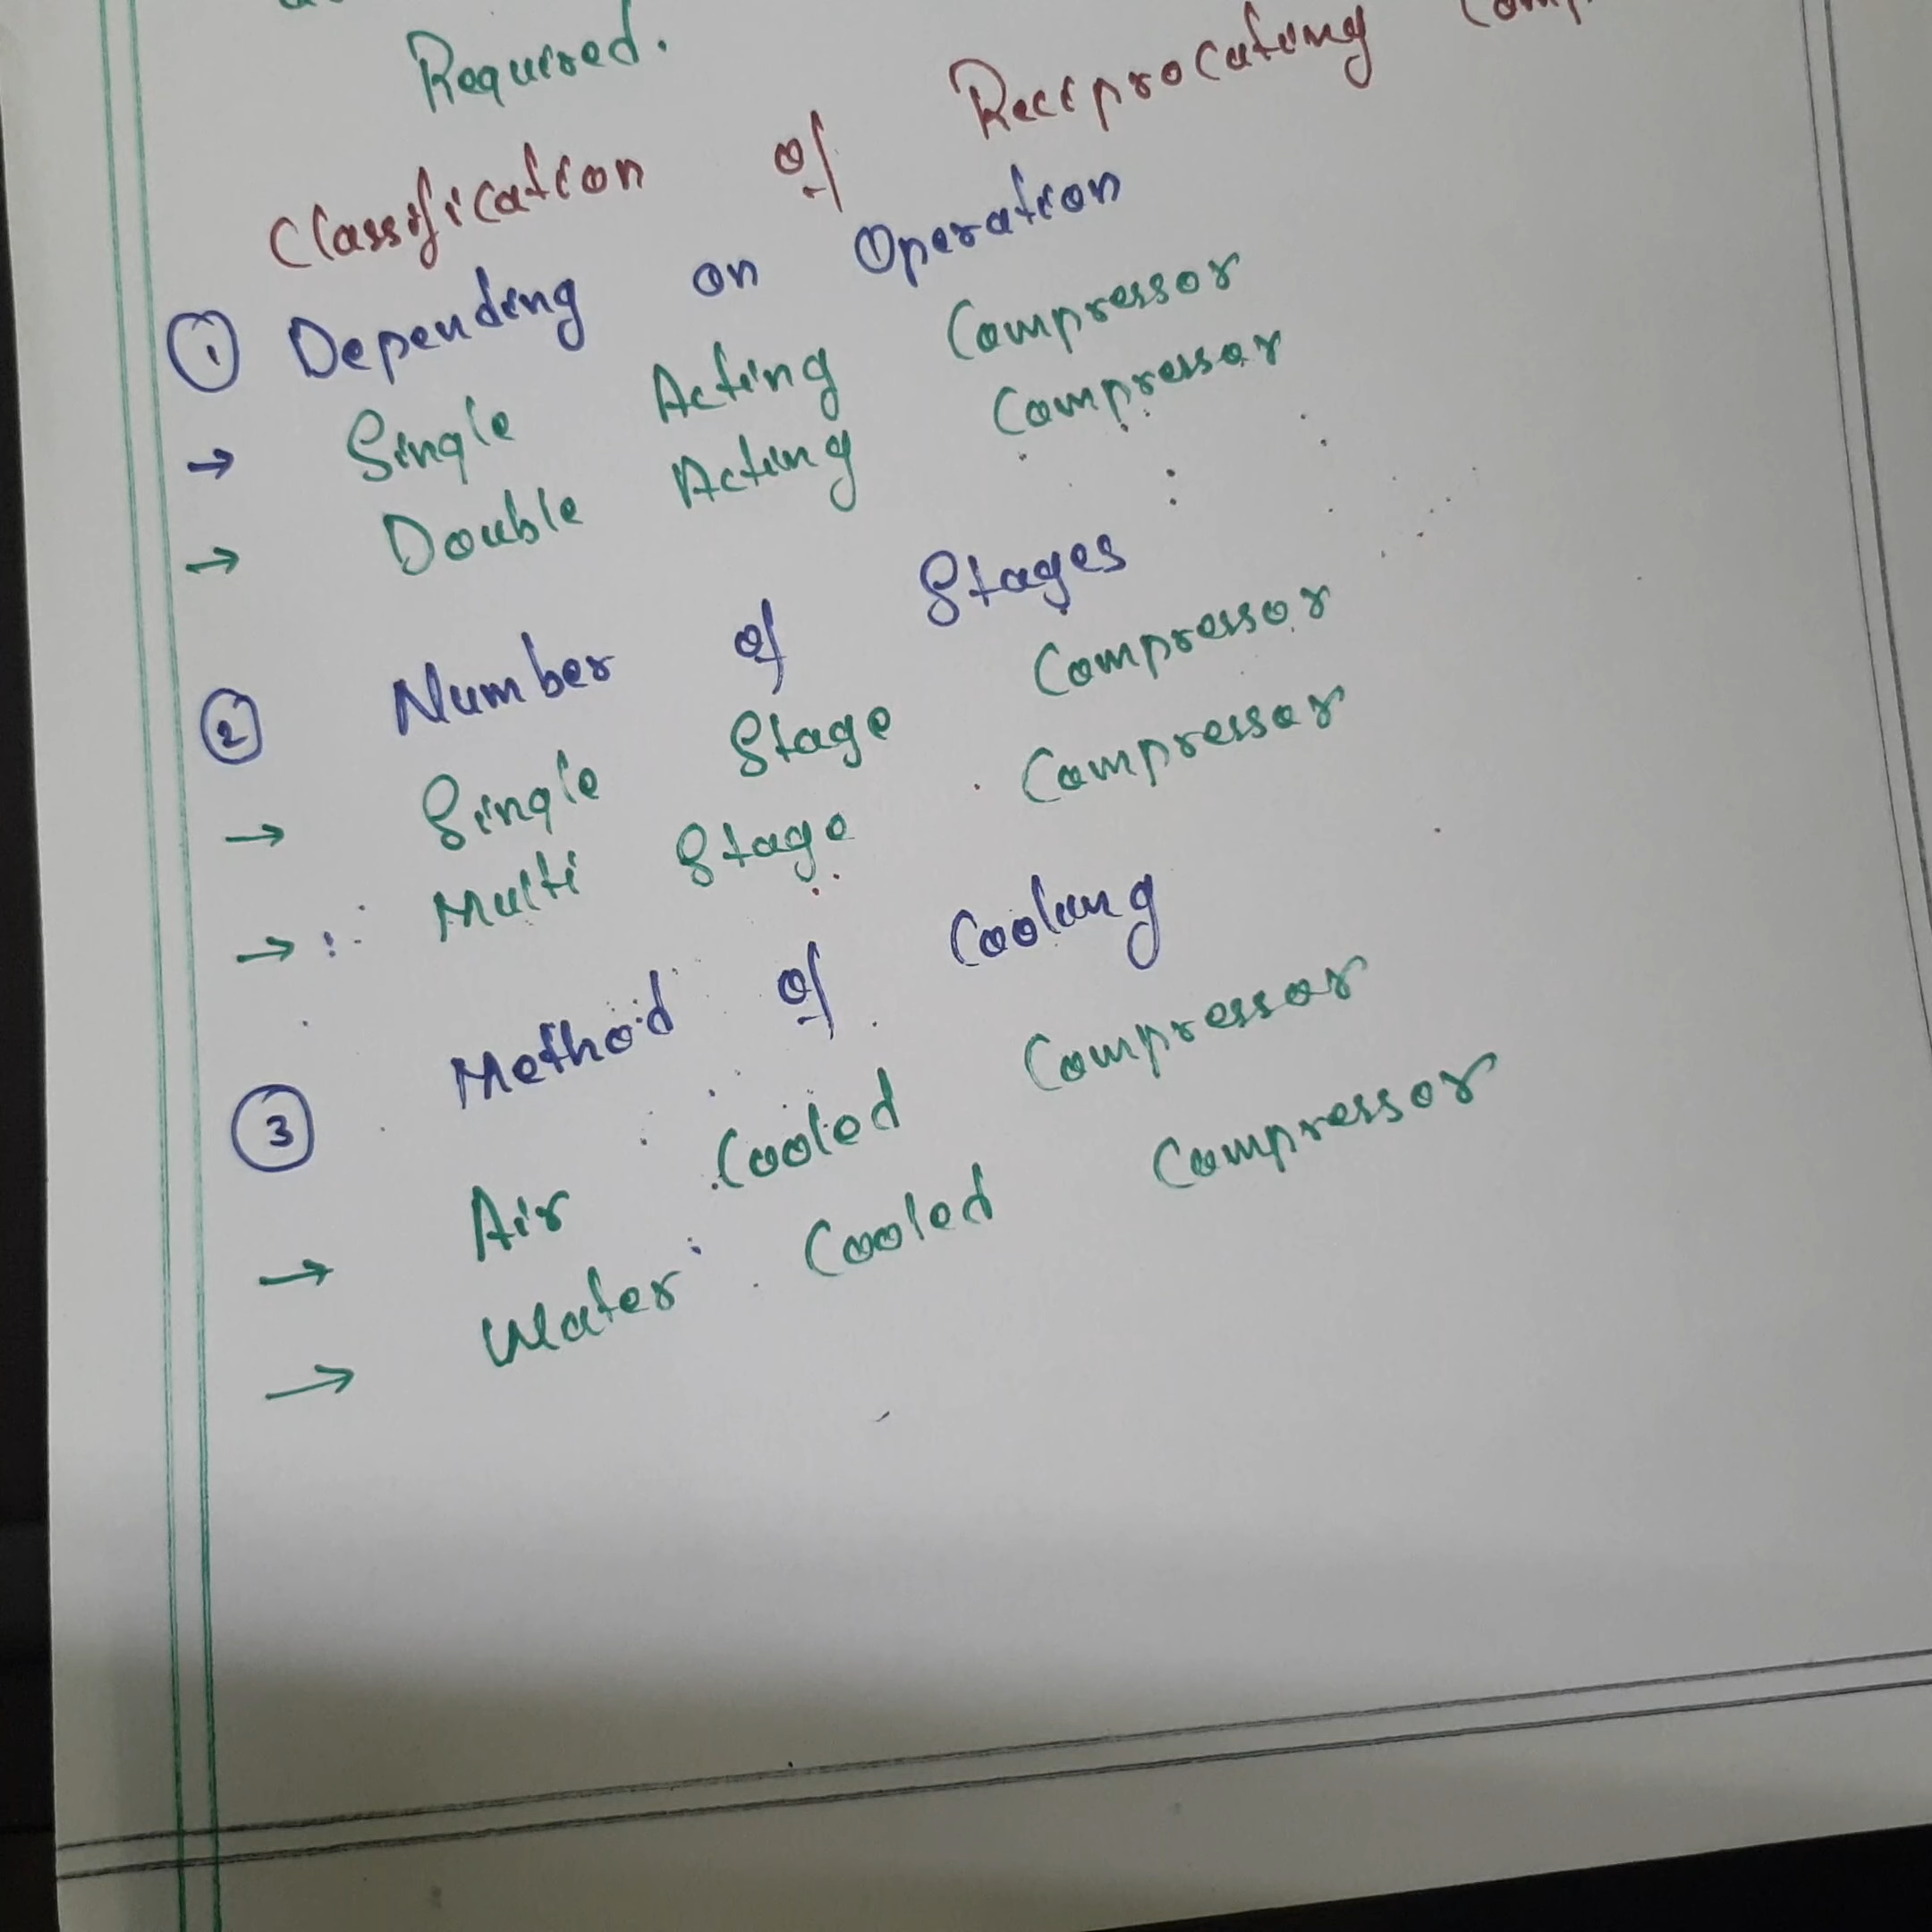 Required.
Classification of Reciprocating
① Depending on Operation
→ Single Acting Compressor
→ Double Acting Compressor
② Number of Stages
→ Single Stage Compressor
→ Multi Stage Compressor
③ Method of Cooling
→ Air Cooled Compressor
→ Water Cooled Compressor